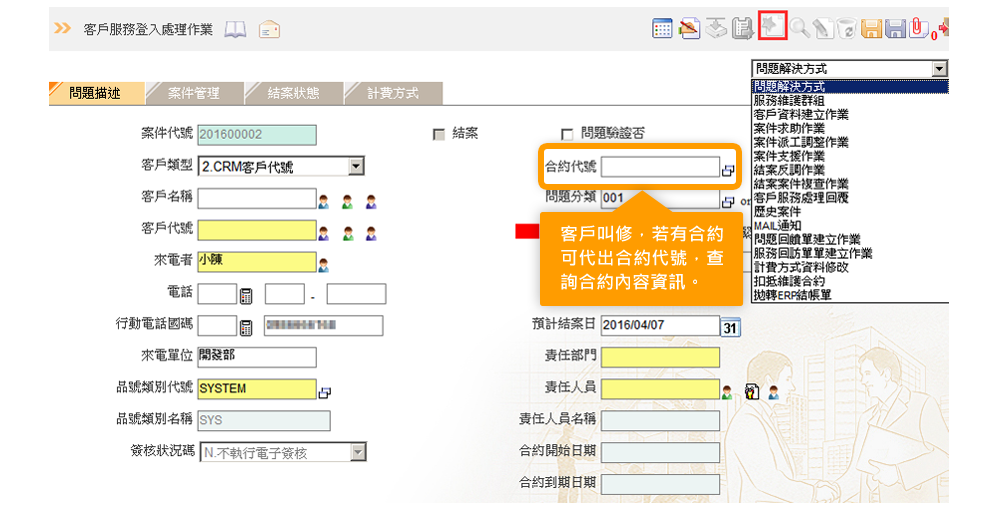 客戶服務登入處理作業
0
問題解決方式
問題描述 案件管理 結案狀態 計費方式
問題解決方式
服務維護群組
客戶資料建立作業
案件求助作業
案件派工調整作業
案件支援作業
結案反調作業
結案案件複查作業
客戶服務處理回覆
歷史案件
MAIL通知
問題回饋單建立作業
服務回訪單單建立作業
計費方式資料修改
扣抵維護合約
拋轉ERP結帳單
案件代號 201600002 結案 問題驗證否
客戶類型 2.CRM客戶代號 合約代號
客戶名稱 問題分類 001 or
客戶代號
客戶叫修，若有合約
可代出合約代號，查
詢合約內容資訊。
來電者 小陳
電話 -
行動電話國碼 預計結案日 2016/04/07 31
來電單位 開發部 責任部門
品號類別代號 SYSTEM 責任人員
品號類別名稱 SYS 責任人員名稱
簽核狀況碼 N.不執行電子簽核 合約開始日期
合約到期日期